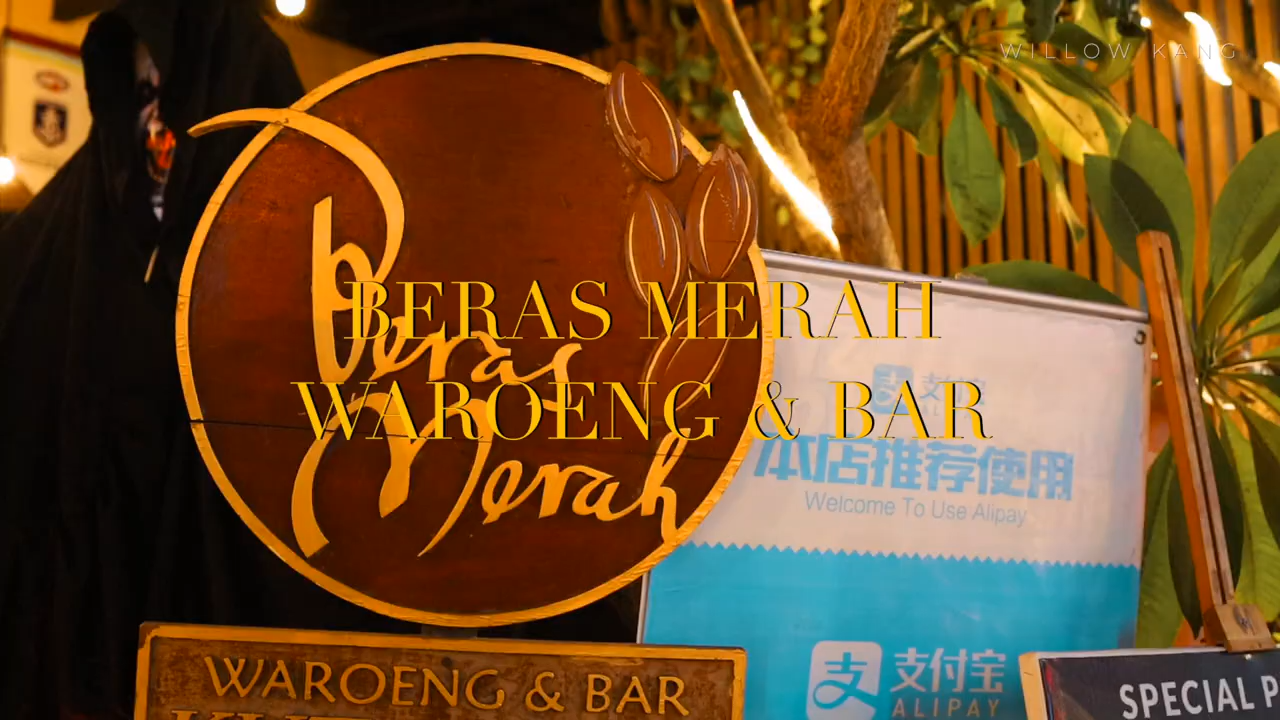 WILLOW KANG
Beras
Merah
BERAS MERAH
WAROENG & BAR
支付宝
ALIPAY
本店推荐使用
Welcome To Use Alipay
支付宝
ALIPAY
WAROENG & BAR
SPECIAL